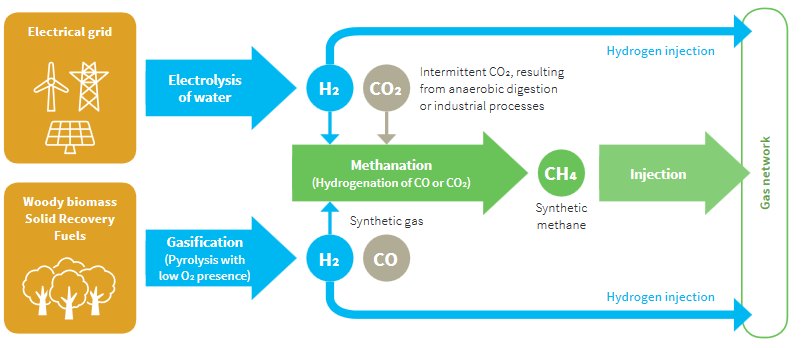 Electrical grid
Electrolysis
of water
H₂
CO₂
Intermittent CO₂, resulting
from anaerobic digestion
or industrial processes
Hydrogen injection
Methanation
(Hydrogenation of CO or CO₂)
CH₄
Synthetic
methane
Injection
Gas network
Woody biomass
Solid Recovery
Fuels
Gasification
(Pyrolysis with
low O₂ presence)
Synthetic gas
H₂
CO
Hydrogen injection